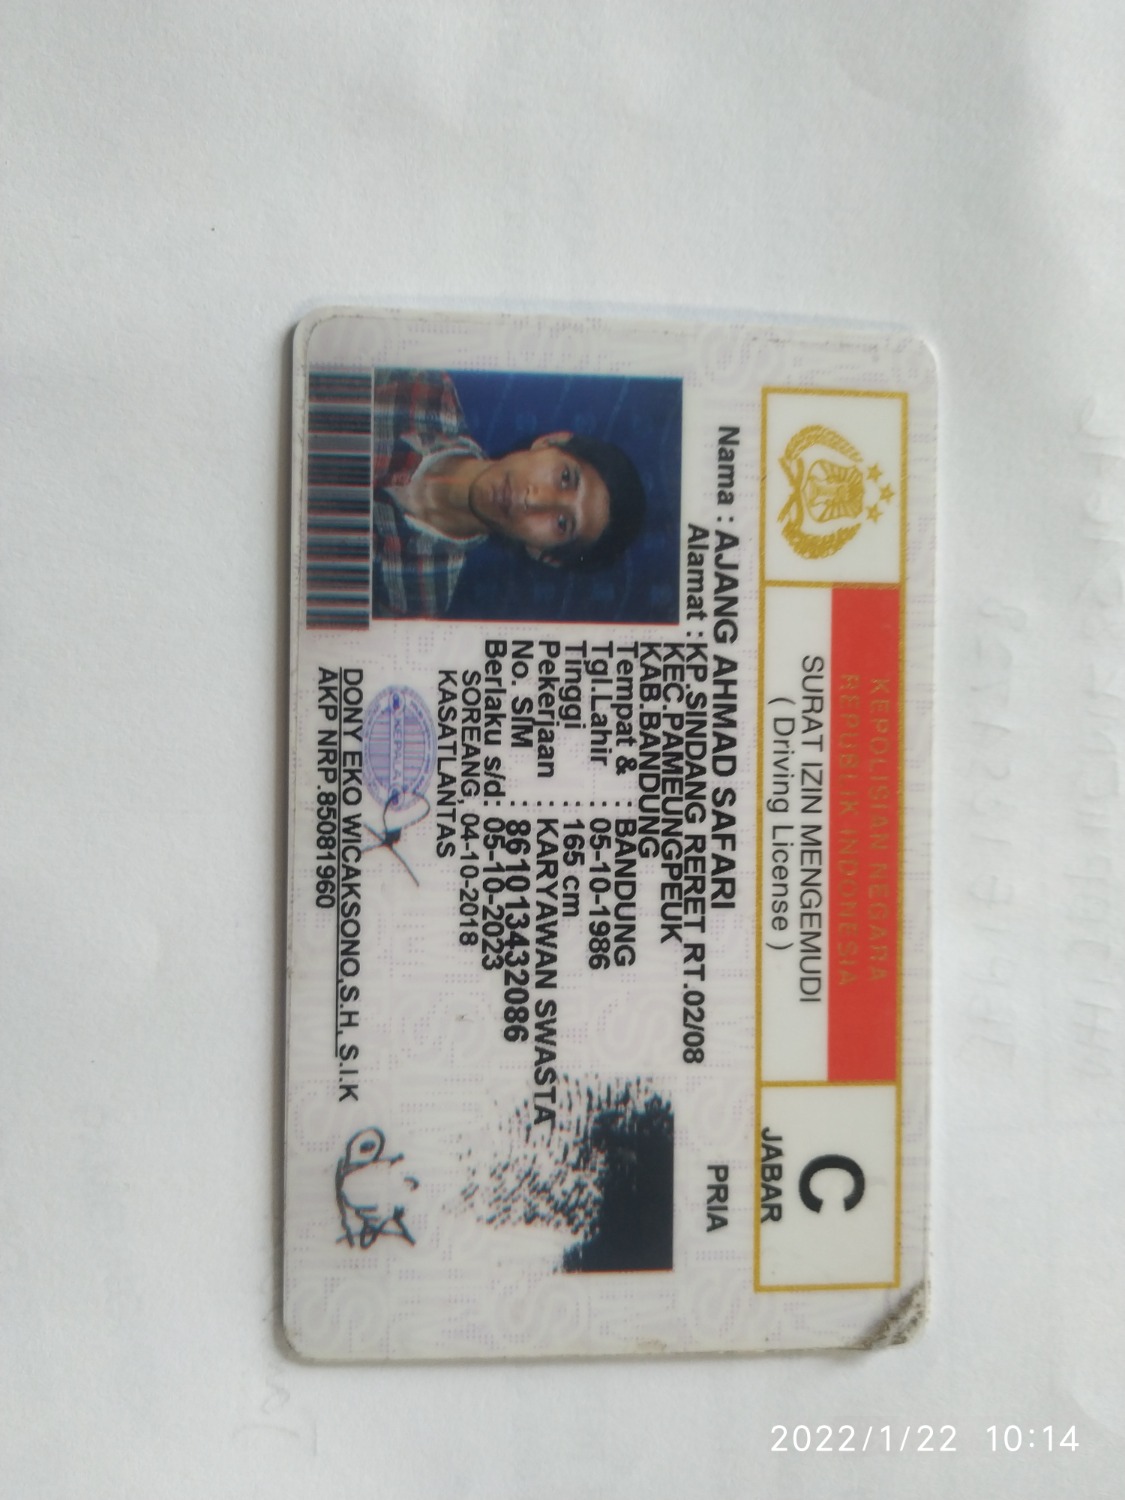 KEPOLISIAN NEGARA
REPUBLIK INDONESIA
SURAT IZIN MENGEMUDI
( Driving License )
C
JABAR
Nama : AJANG AHMAD SAFARI
PRIA
Alamat : KP.SINDANG RERET RT.02/08
KEC.PAMEUNGPEUK
KAB.BANDUNG
Tempat & : BANDUNG
Tgl.Lahir : 05-10-1986
Tinggi : 165 cm
Pekerjaan : KARYAWAN SWASTA
No. SIM : 861013432086
Berlaku s/d : 05-10-2023
SOREANG, 04-10-2018
KASATLANTAS
DONY EKO WICAKSONO,S.H, S.I.K
AKP NRP.85081960
2022/1/22 10:14